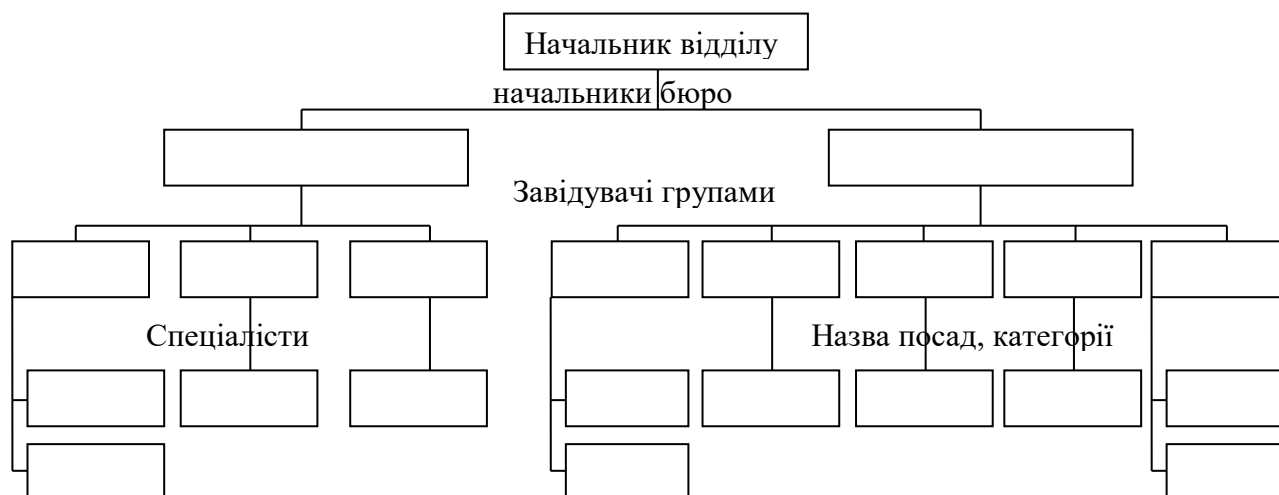 Начальник відділу
начальники бюро
Завідувачі групами
Спеціалісти
Назва посад, категорії